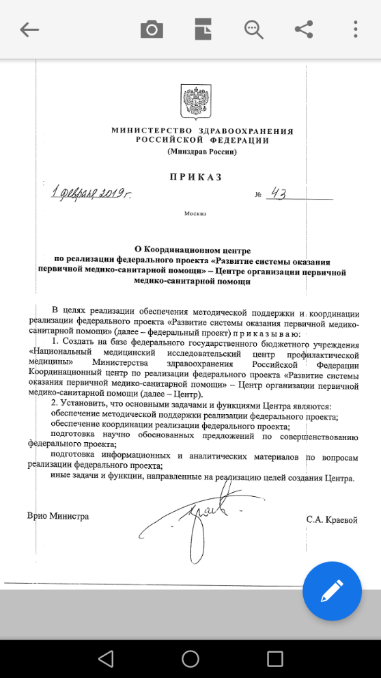 МИНИСТЕРСТВО ЗДРАВООХРАНЕНИЯ
РОССИЙСКОЙ ФЕДЕРАЦИИ
(Минздрав России)
ПРИКАЗ
1 февраля 2019г.
№ 43
Москва
О Координационном центре
по реализации федерального проекта «Развитие системы оказания
первичной медико-санитарной помощи» – Центре организации первичной
медико-санитарной помощи
В целях реализации обеспечения методической поддержки и координации
реализации федерального проекта «Развитие системы оказания первичной медико-
санитарной помощи» (далее – федеральный проект) п р и к а з ы в а ю:
1. Создать на базе федерального государственного бюджетного учреждения
«Национальный медицинский исследовательский центр профилактической
медицины» Министерства здравоохранения Российской Федерации
Координационный центр по реализации федерального проекта «Развитие системы
оказания первичной медико-санитарной помощи» – Центр организации первичной
медико-санитарной помощи (далее – Центр).
2. Установить, что основными задачами и функциями Центра являются:
обеспечение методической поддержки реализации федерального проекта;
обеспечение координации реализации федерального проекта;
подготовка научно обоснованных предложений по совершенствованию
федерального проекта;
подготовка информационных и аналитических материалов по вопросам
реализации федерального проекта;
иные задачи и функции, направленные на реализацию целей создания Центра.
Врио Министра
С.А. Краевой